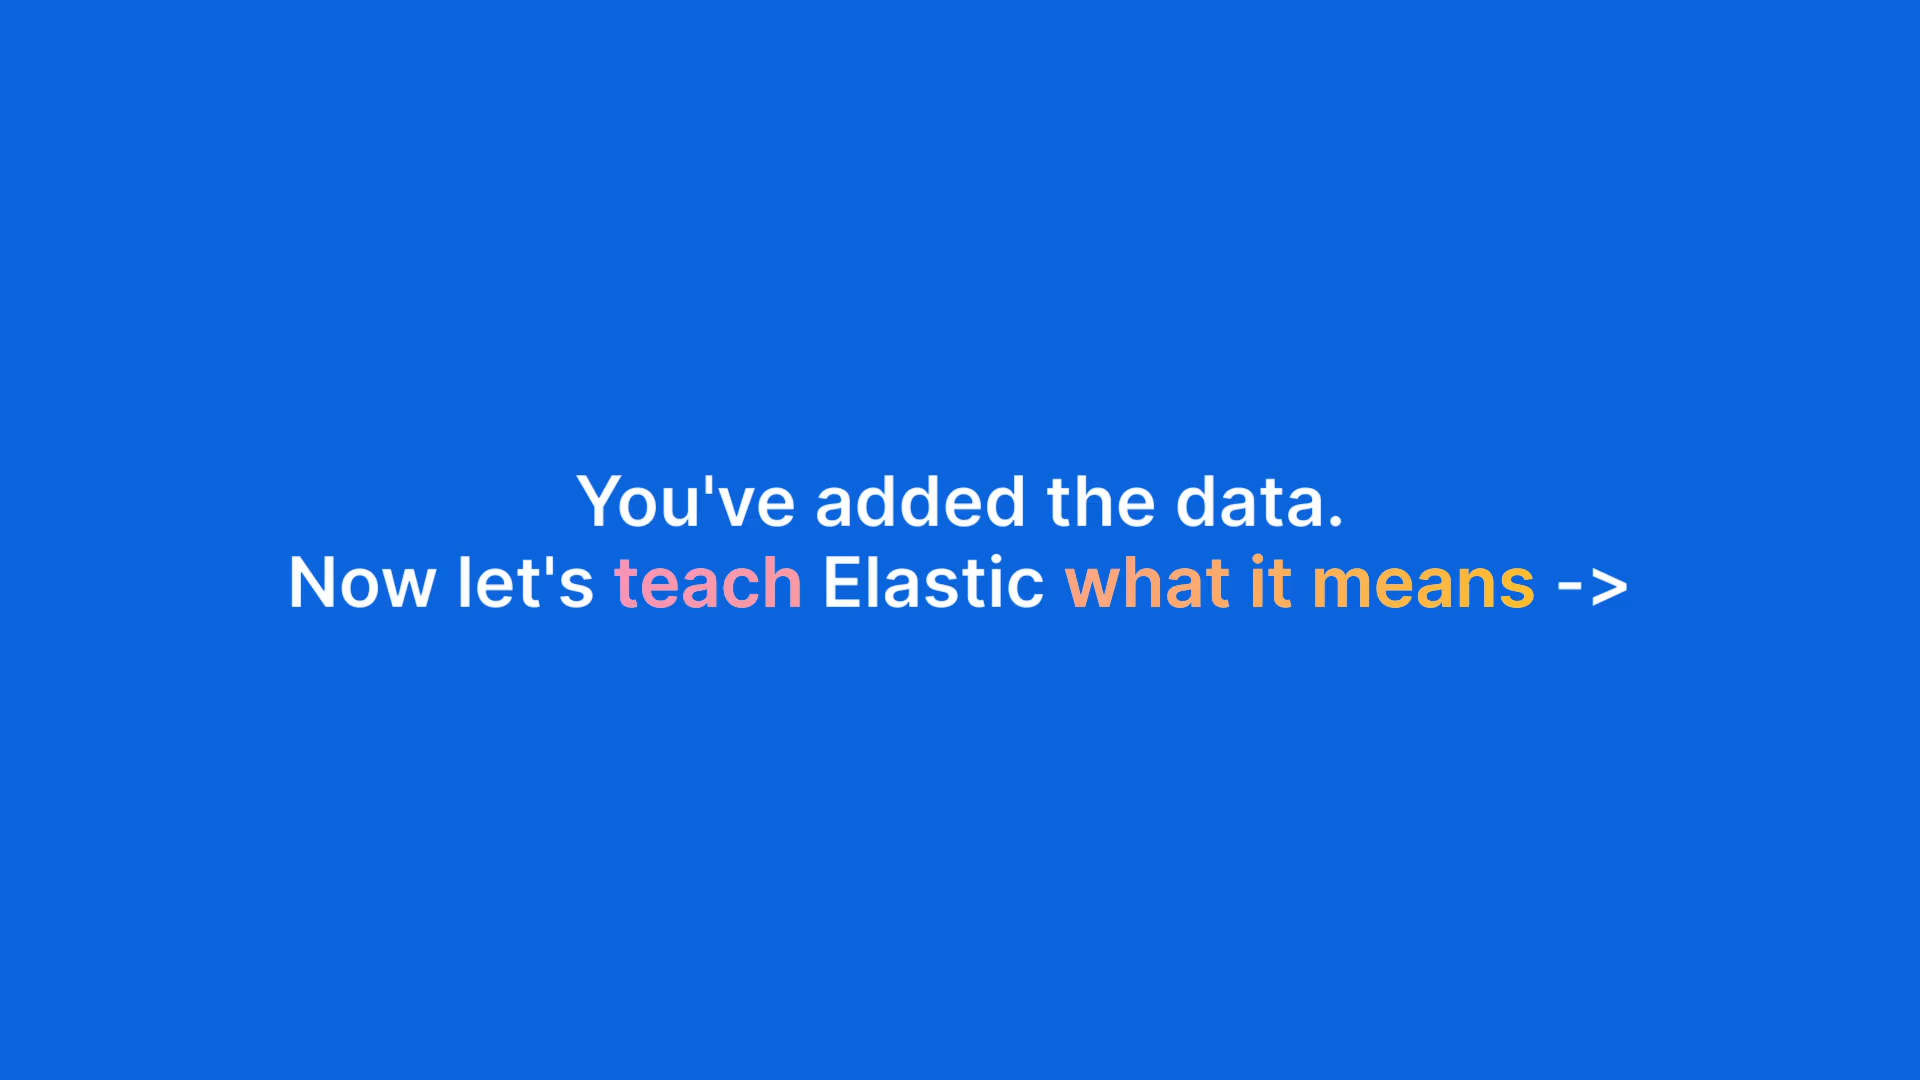 You've added the data.
Now let's teach Elastic what it means ->